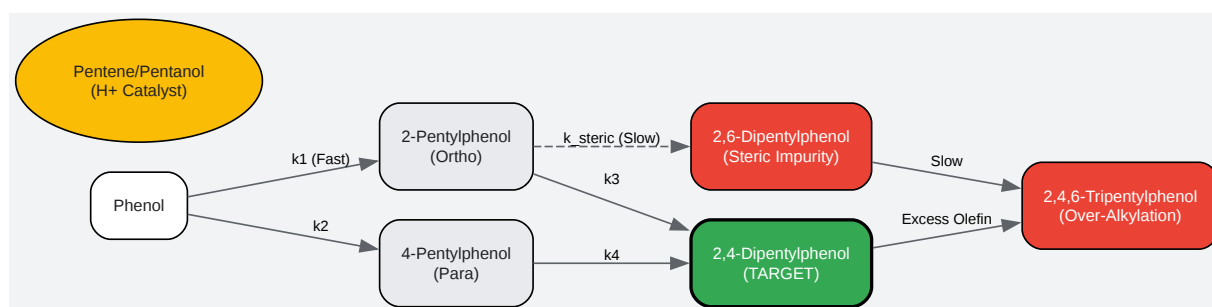 Pentene/Pentanol
(H+ Catalyst)
Phenol
k1 (Fast)
k2
2-Pentylphenol
(Ortho)
4-Pentylphenol
(Para)
k_steric (Slow)
k3
k4
2,6-Dipentylphenol
(Steric Impurity)
2,4-Dipentylphenol
(TARGET)
Slow
Excess Olefin
2,4,6-Tripentylphenol
(Over-Alkylation)